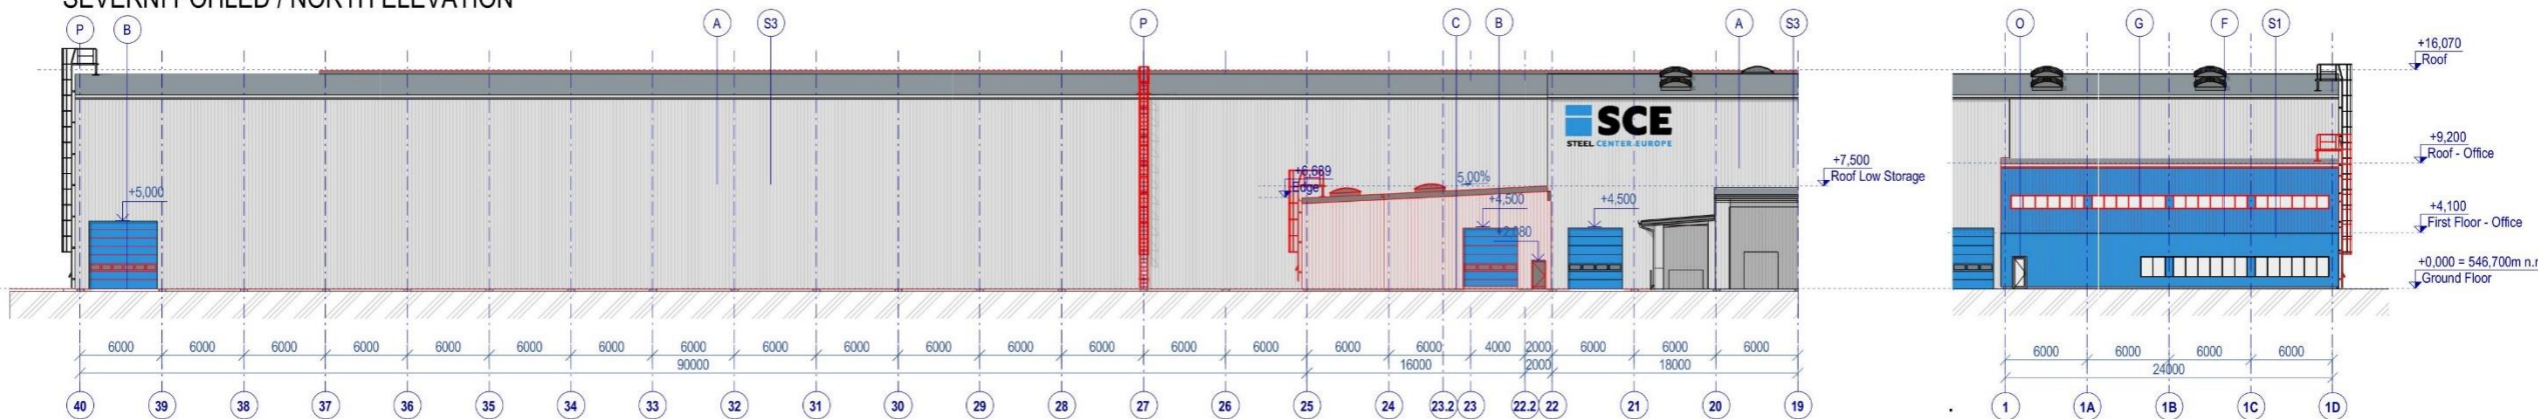 SEVERNÍ POHLED / NORTH ELEVATION
P B A S3 P C B A S3 O G F S1
+16,070
Roof
+9,200
Roof - Office
SCE
STEEL CENTER EUROPE
+7,500
Roof Low Storage
+6,689
Edge
5,00%
+5,000
+4,500
+4,500
+4,100
First Floor - Office
+0,000 = 546,700m n.
Ground Floor
6000 6000 6000 6000 6000 6000 6000 6000 6000 6000 6000 6000 6000 6000 6000 6000 6000 4000 2000 6000 6000 6000 6000 6000 6000 6000
90000 16000 2000 18000 24000
40 39 38 37 36 35 34 33 32 31 30 29 28 27 26 25 24 23.2 23 22.2 22 21 20 19 1 1A 1B 1C 1D